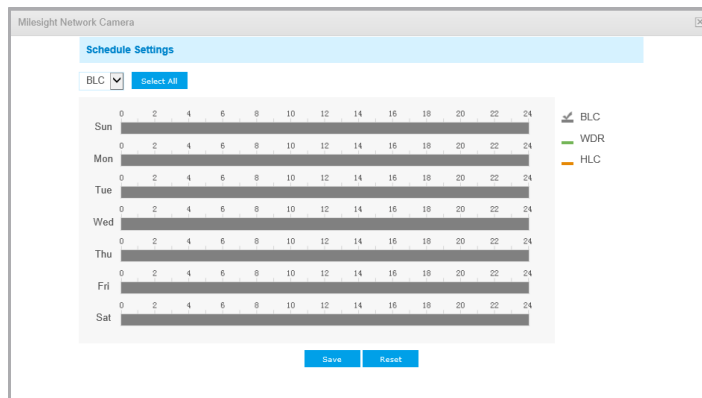 Milesight Network Camera
Schedule Settings
BLC Select All
0 2 4 6 8 10 12 14 16 18 20 22 24
Sun
0 2 4 6 8 10 12 14 16 18 20 22 24
Mon
0 2 4 6 8 10 12 14 16 18 20 22 24
Tue
0 2 4 6 8 10 12 14 16 18 20 22 24
Wed
0 2 4 6 8 10 12 14 16 18 20 22 24
Thu
0 2 4 6 8 10 12 14 16 18 20 22 24
Fri
0 2 4 6 8 10 12 14 16 18 20 22 24
Sat
BLC
WDR
HLC
Save Reset